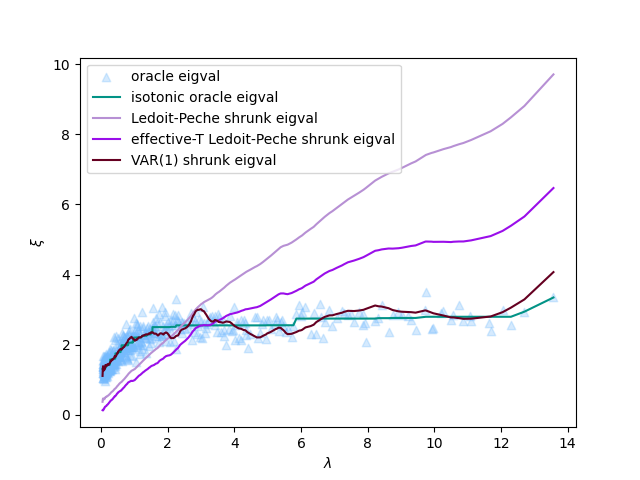 oracle eigval
isotonic oracle eigval
Ledoit-Peche shrunk eigval
effective-T Ledoit-Peche shrunk eigval
VAR(1) shrunk eigval
10
8
6
4
2
0
ξ
0 2 4 6 8 10 12 14
λ